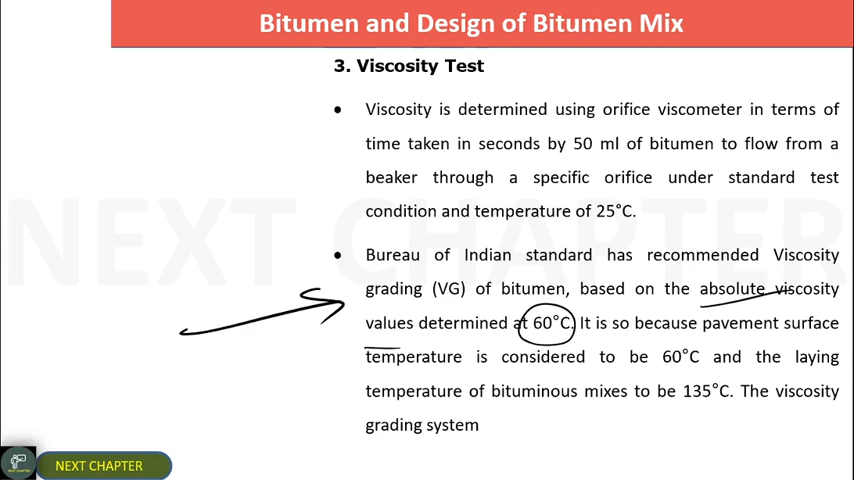 Bitumen and Design of Bitumen Mix
3. Viscosity Test
• Viscosity is determined using orifice viscometer in terms of
time taken in seconds by 50 ml of bitumen to flow from a
beaker through a specific orifice under standard test
condition and temperature of 25°C.
• Bureau of Indian standard has recommended Viscosity
grading (VG) of bitumen, based on the absolute viscosity
values determined at 60°C. It is so because pavement surface
temperature is considered to be 60°C and the laying
temperature of bituminous mixes to be 135°C. The viscosity
grading system
NEXT CHAPTER
NEXT CHAPTER